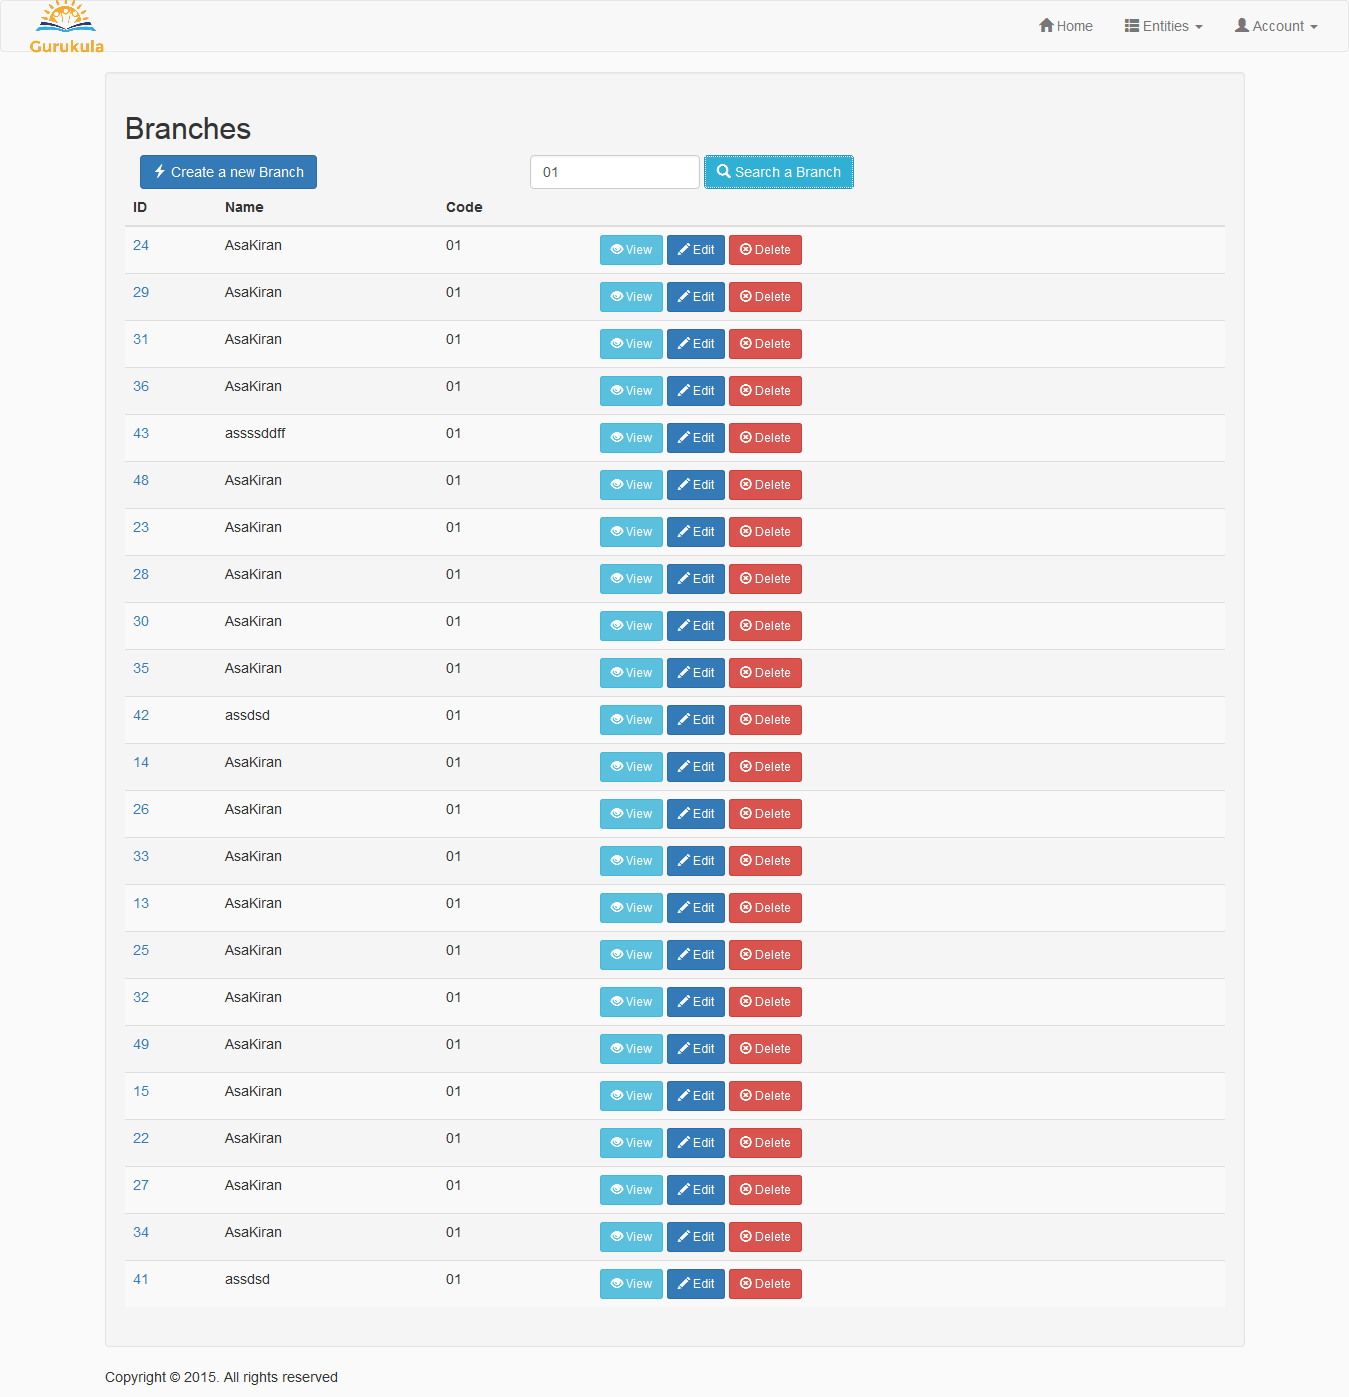 Gurukula
Home Entities Account
Branches
Create a new Branch 01 Search a Branch
ID Name Code
24 AsaKiran 01 View Edit Delete
29 AsaKiran 01 View Edit Delete
31 AsaKiran 01 View Edit Delete
36 AsaKiran 01 View Edit Delete
43 assssddff 01 View Edit Delete
48 AsaKiran 01 View Edit Delete
23 AsaKiran 01 View Edit Delete
28 AsaKiran 01 View Edit Delete
30 AsaKiran 01 View Edit Delete
35 AsaKiran 01 View Edit Delete
42 assdsd 01 View Edit Delete
14 AsaKiran 01 View Edit Delete
26 AsaKiran 01 View Edit Delete
33 AsaKiran 01 View Edit Delete
13 AsaKiran 01 View Edit Delete
25 AsaKiran 01 View Edit Delete
32 AsaKiran 01 View Edit Delete
49 AsaKiran 01 View Edit Delete
15 AsaKiran 01 View Edit Delete
22 AsaKiran 01 View Edit Delete
27 AsaKiran 01 View Edit Delete
34 AsaKiran 01 View Edit Delete
41 assdsd 01 View Edit Delete
Copyright © 2015. All rights reserved